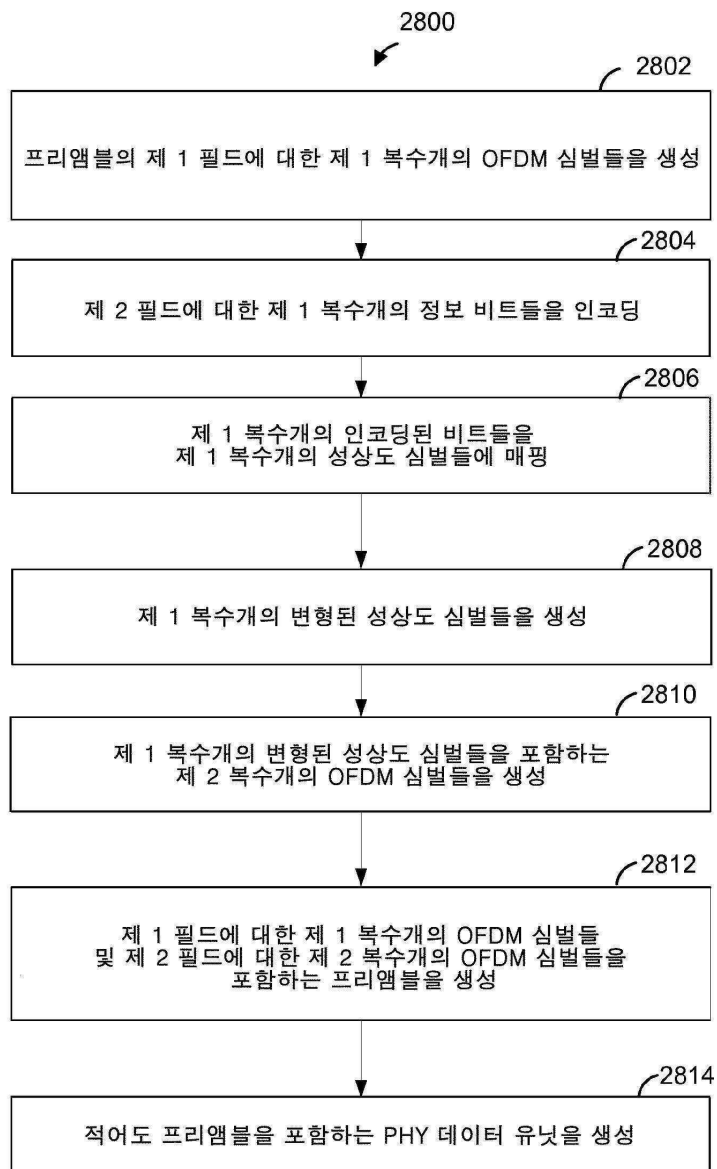 2800
2802
프리앰블의 제 1 필드에 대한 제 1 복수개의 OFDM 심벌들을 생성
2804
제 2 필드에 대한 제 1 복수개의 정보 비트들을 인코딩
2806
제 1 복수개의 인코딩된 비트들을
제 1 복수개의 성상도 심벌들에 매핑
2808
제 1 복수개의 변형된 성상도 심벌들을 생성
2810
제 1 복수개의 변형된 성상도 심벌들을 포함하는
제 2 복수개의 OFDM 심벌들을 생성
2812
제 1 필드에 대한 제 1 복수개의 OFDM 심벌들
및 제 2 필드에 대한 제 2 복수개의 OFDM 심벌들을
포함하는 프리앰블을 생성
2814
적어도 프리앰블을 포함하는 PHY 데이터 유닛을 생성